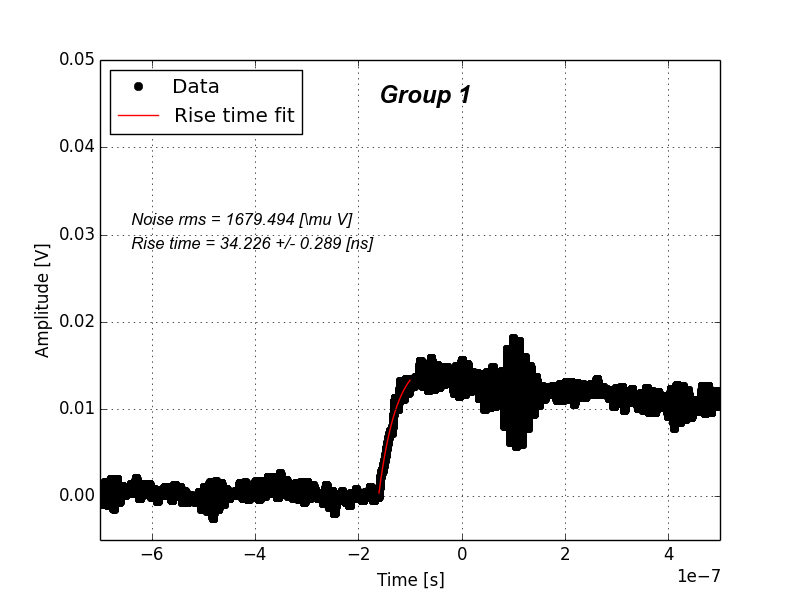 Group 1
Data
Rise time fit
Noise rms = 1679.494 [\mu V]
Rise time = 34.226 +/- 0.289 [ns]
Amplitude [V]
0.05
0.04
0.03
0.02
0.01
0.00
−6 −4 −2 0 2 4
1e−7
Time [s]